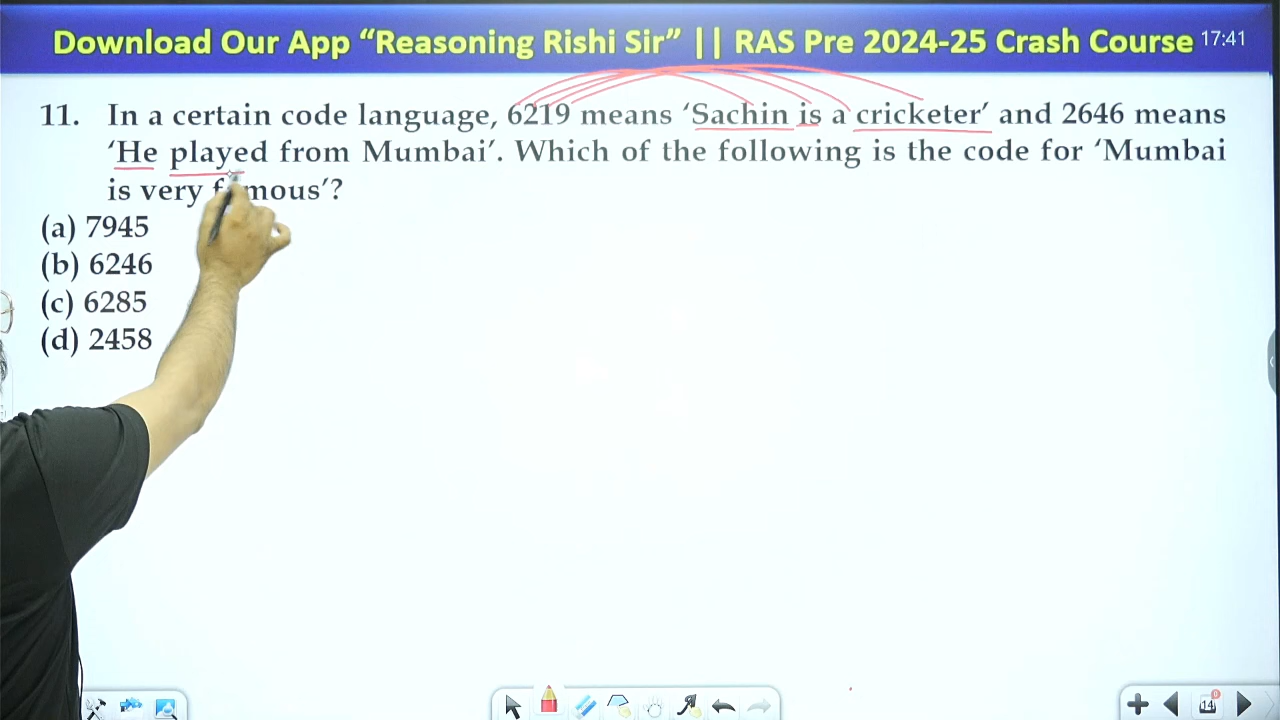 Download Our App “Reasoning Rishi Sir” || RAS Pre 2024-25 Crash Course 17:41
11. In a certain code language, 6219 means ‘Sachin is a cricketer’ and 2646 means
‘He played from Mumbai’. Which of the following is the code for ‘Mumbai
is very famous’?
(a) 7945
(b) 6246
(c) 6285
(d) 2458
14